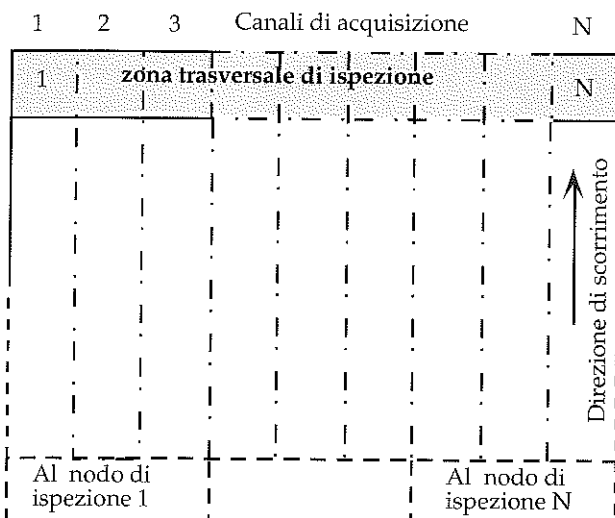 1 2 3 Canali di acquisizione N
1 zona trasversale di ispezione N
Direzione di scorrimento
Al nodo di
ispezione 1
Al nodo di
ispezione N